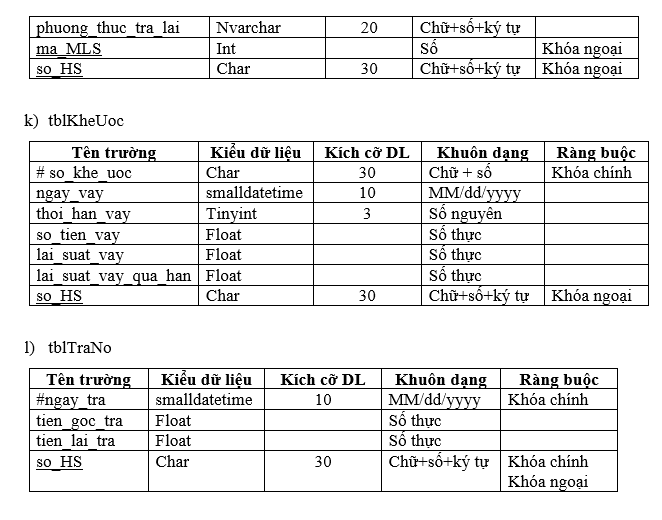 phuong_thuc_tra_lai Nvarchar 20 Chữ+số+ký tự
ma_MLS Int Số Khóa ngoại
so_HS Char 30 Chữ+số+ký tự Khóa ngoại
k) tblKheUoc
Tên trường Kiểu dữ liệu Kích cỡ DL Khuôn dạng Ràng buộc
# so_khe_uoc Char 30 Chữ + số Khóa chính
ngay_vay smalldatetime 10 MM/dd/yyyy
thoi_han_vay Tinyint 3 Số nguyên
so_tien_vay Float Số thực
lai_suat_vay Float Số thực
lai_suat_vay_qua_han Float Số thực
so_HS Char 30 Chữ+số+ký tự Khóa ngoại
l) tblTraNo
Tên trường Kiểu dữ liệu Kích cỡ DL Khuôn dạng Ràng buộc
#ngay_tra smalldatetime 10 MM/dd/yyyy Khóa chính
tien_goc_tra Float Số thực
tien_lai_tra Float Số thực
so_HS Char 30 Chữ+số+ký tự Khóa chính
Khóa ngoại